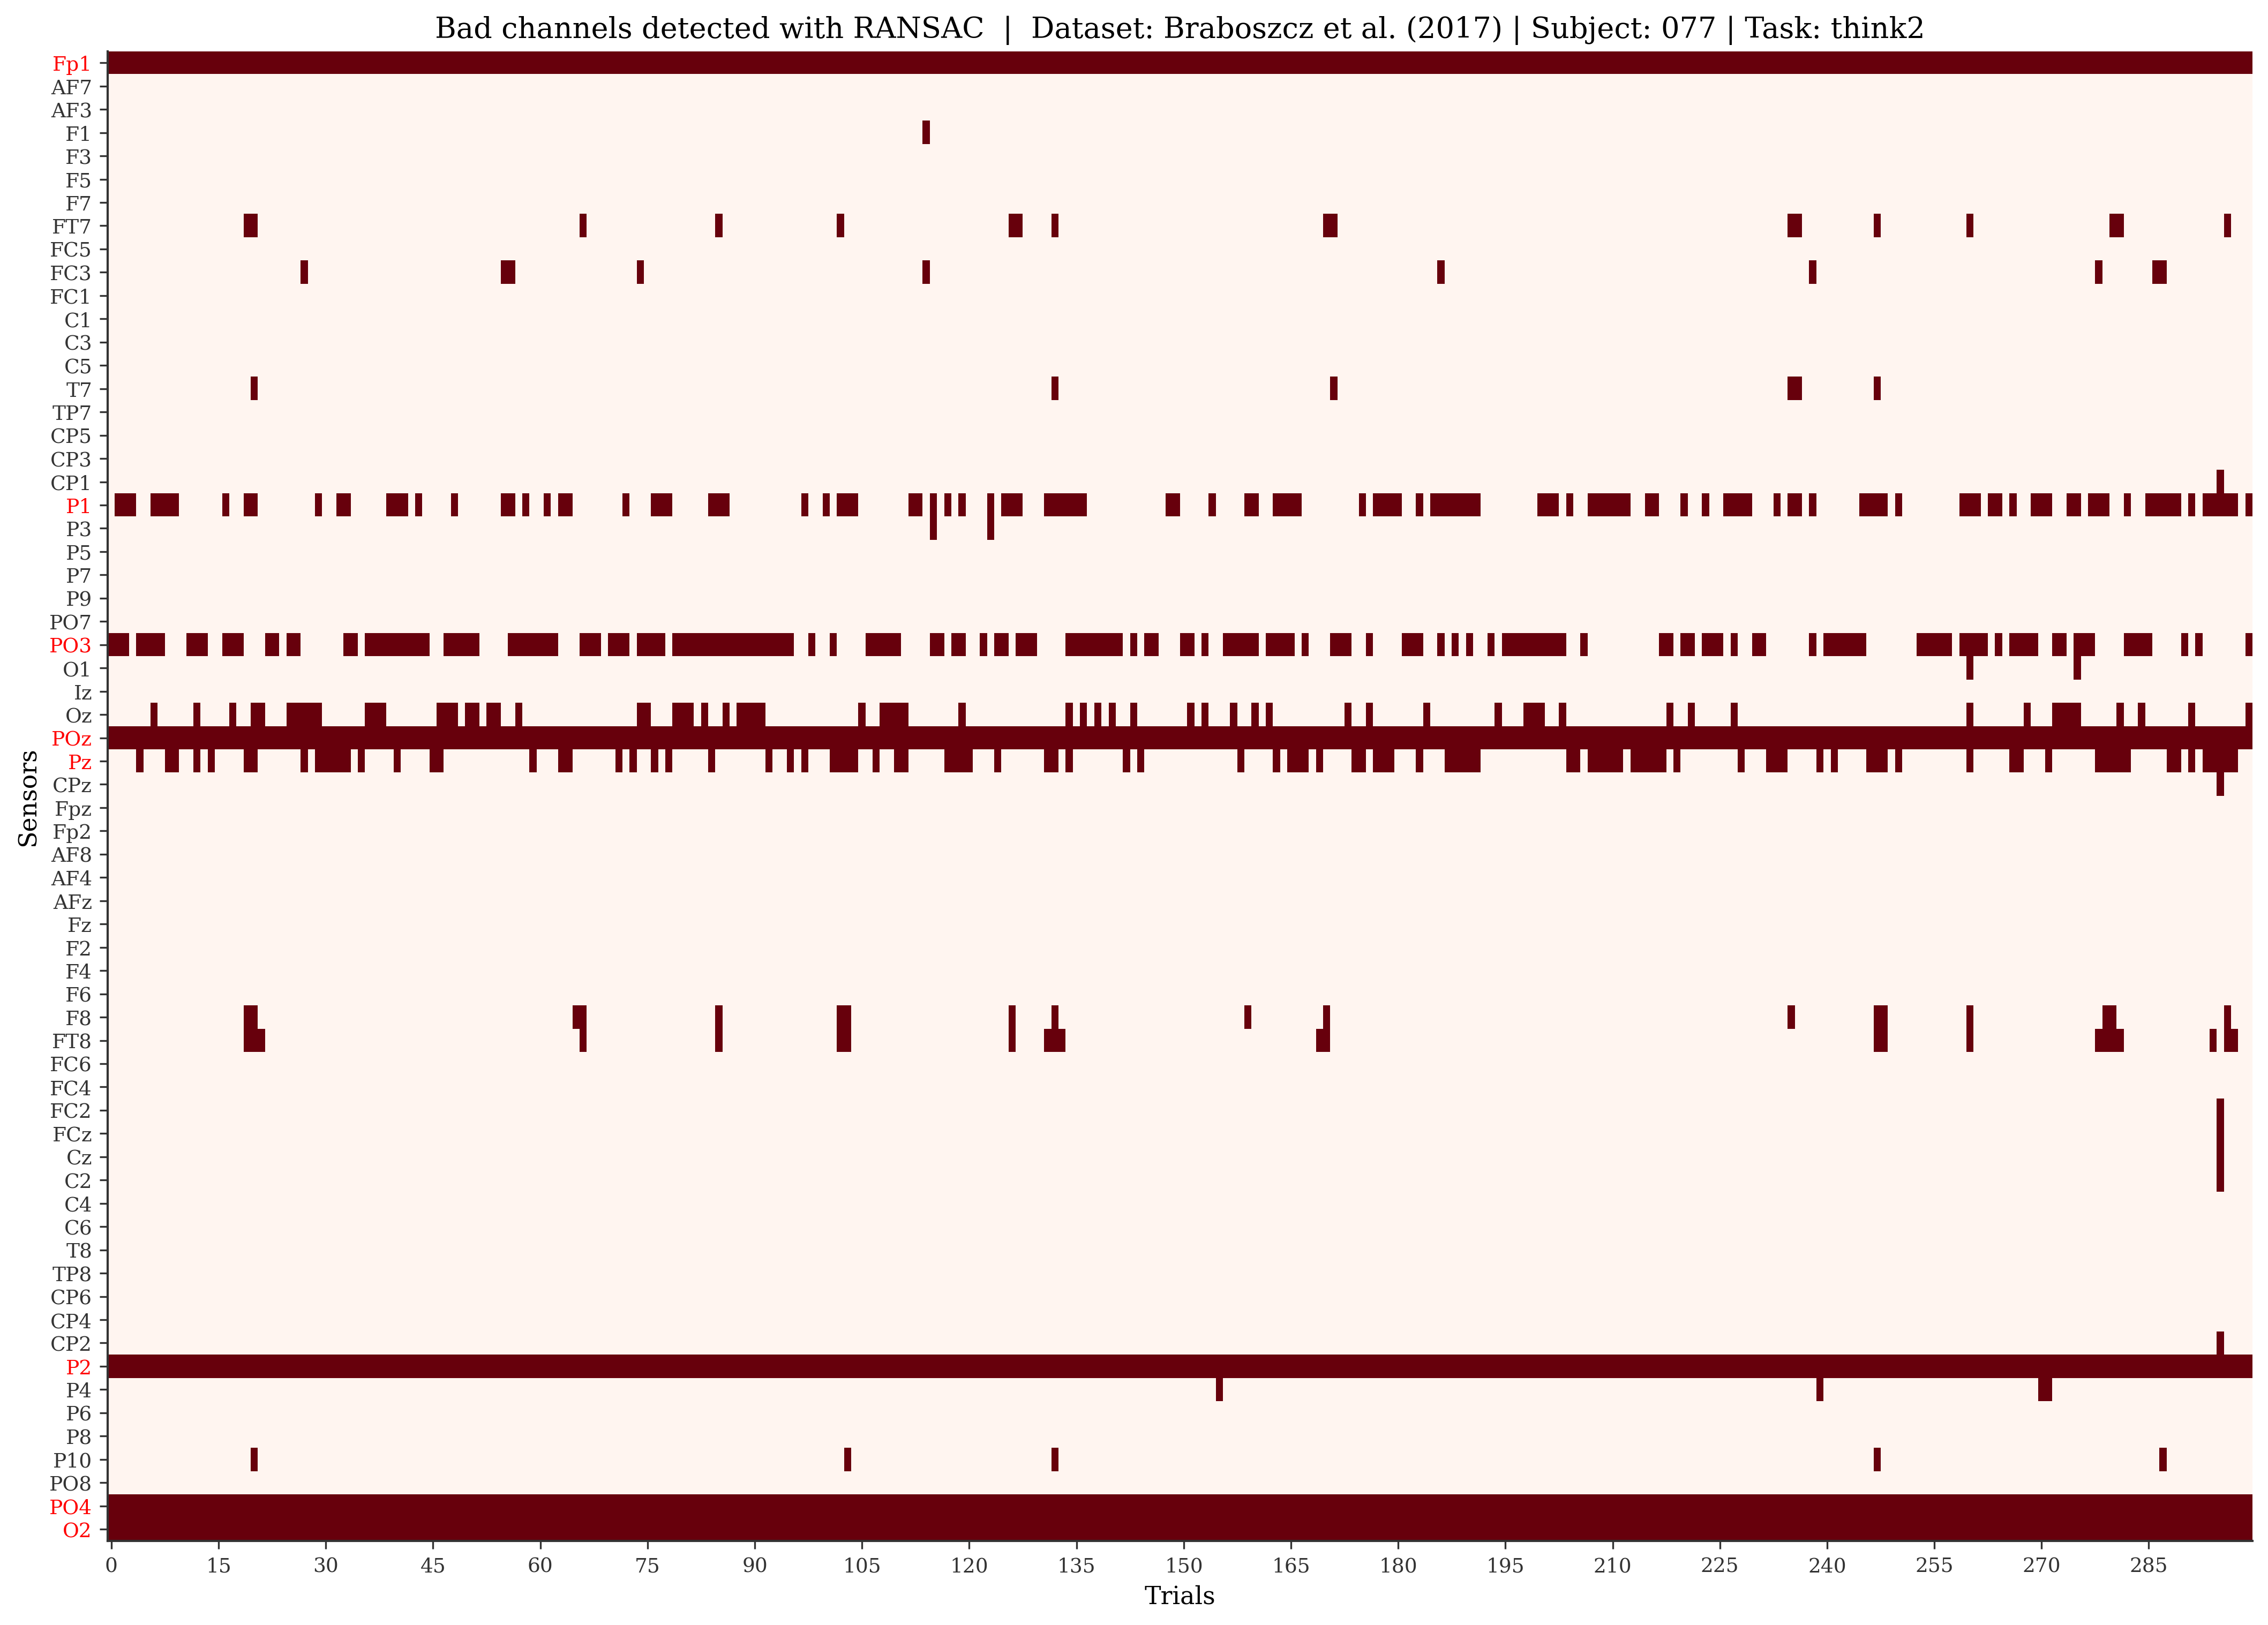 Bad channels detected with RANSAC | Dataset: Braboszcz et al. (2017) | Subject: 077 | Task: think2
Fp1
AF7
AF3
F1
F3
F5
F7
FT7
FC5
FC3
FC1
C1
C3
C5
T7
TP7
CP5
CP3
CP1
P1
P3
P5
P7
P9
PO7
PO3
O1
Iz
Oz
POz
Pz
CPz
Fpz
Fp2
AF8
AF4
AFz
Fz
F2
F4
F6
F8
FT8
FC6
FC4
FC2
FCz
Cz
C2
C4
C6
T8
TP8
CP6
CP4
CP2
P2
P4
P6
P8
P10
PO8
PO4
O2
Sensors
0 15 30 45 60 75 90 105 120 135 150 165 180 195 210 225 240 255 270 285
Trials